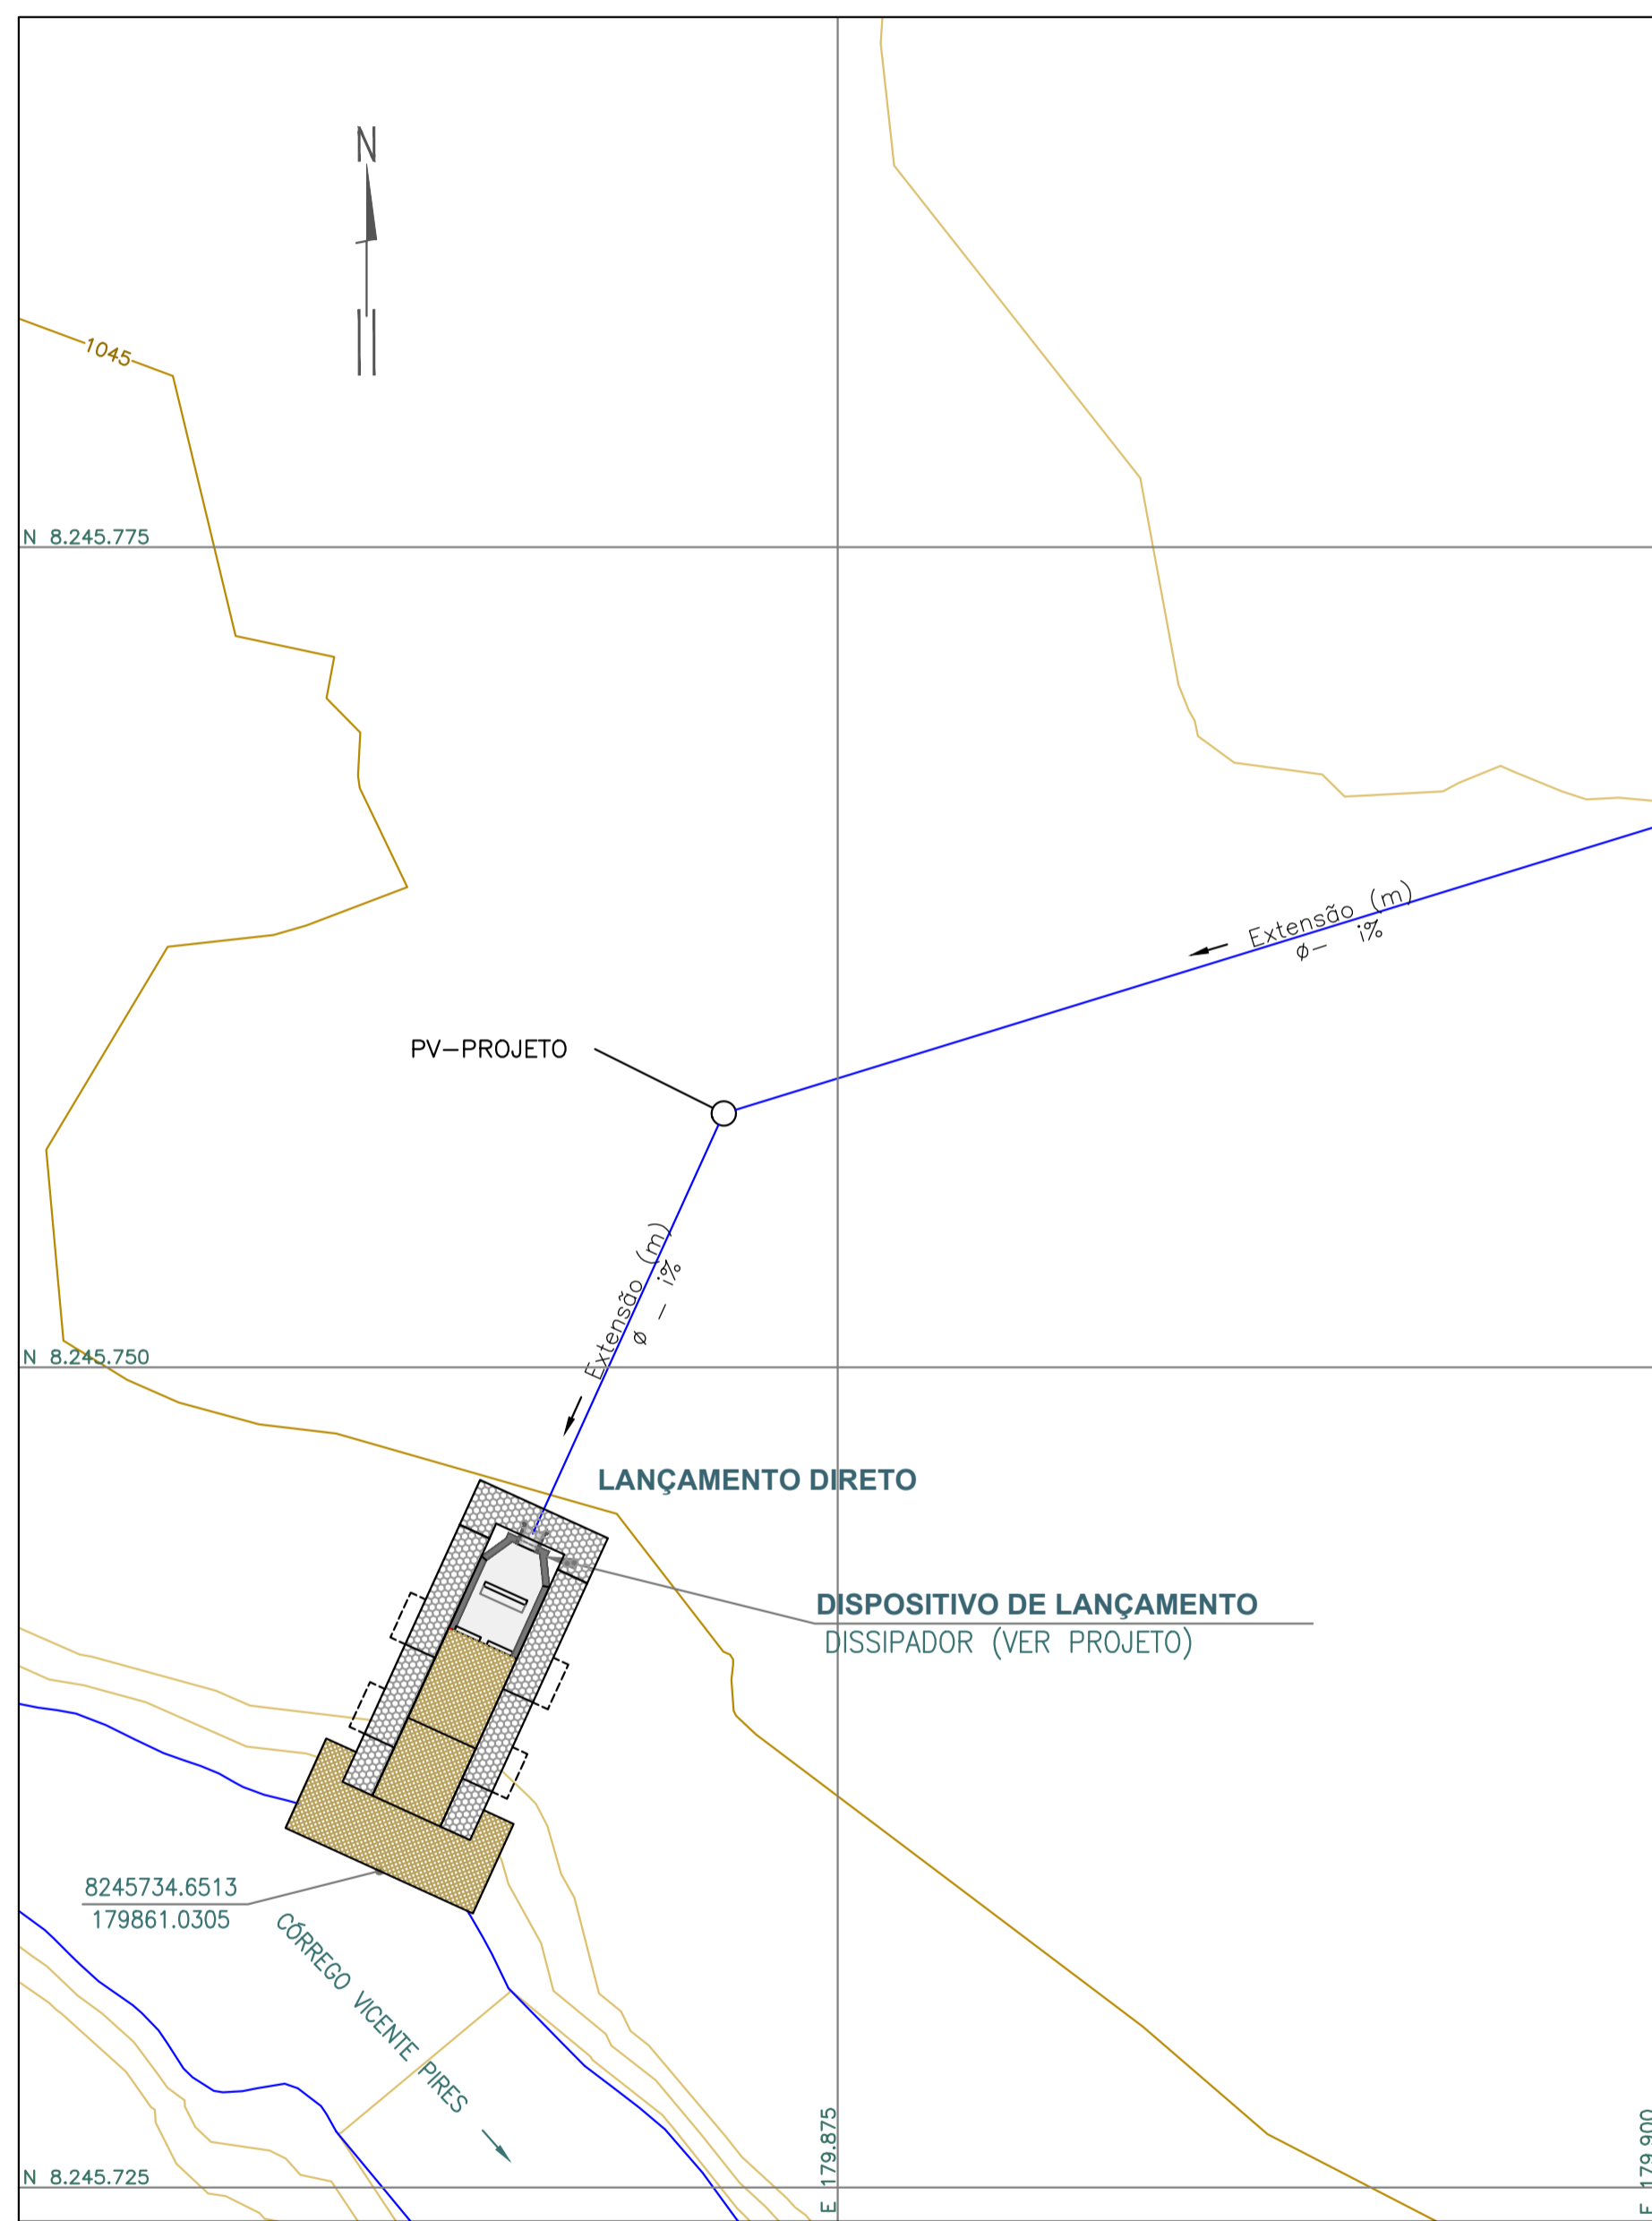 N
1045
N 8.245.775
Extensão (m)
ø- i%
PV-PROJETO
Extensão (m)
ø - i%
N 8.245.750
LANÇAMENTO DIRETO
DISPOSITIVO DE LANÇAMENTO
DISSIPADOR (VER PROJETO)
8245734.6513
179861.0305
CÓRREGO VICENTE PIRES
E 179.875
E 179.900
N 8.245.725